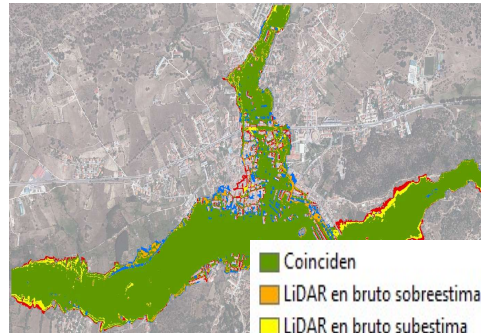 Coinciden
LiDAR en bruto sobreestima
LiDAR en bruto subestima